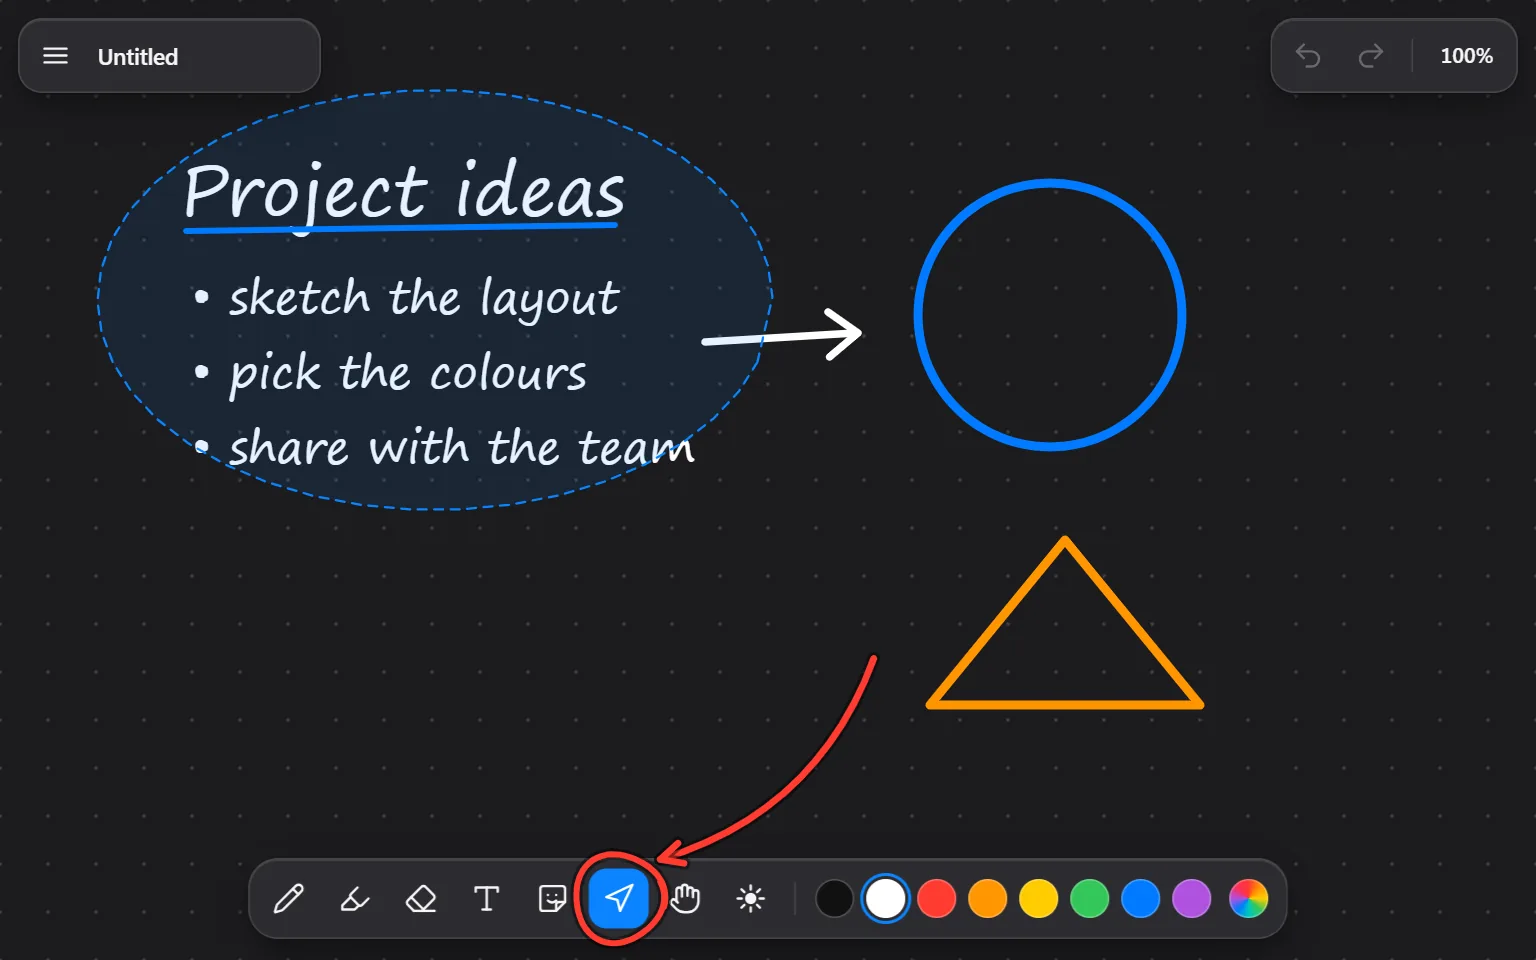 Untitled
100%
Project ideas
• sketch the layout
• pick the colours
• share with the team